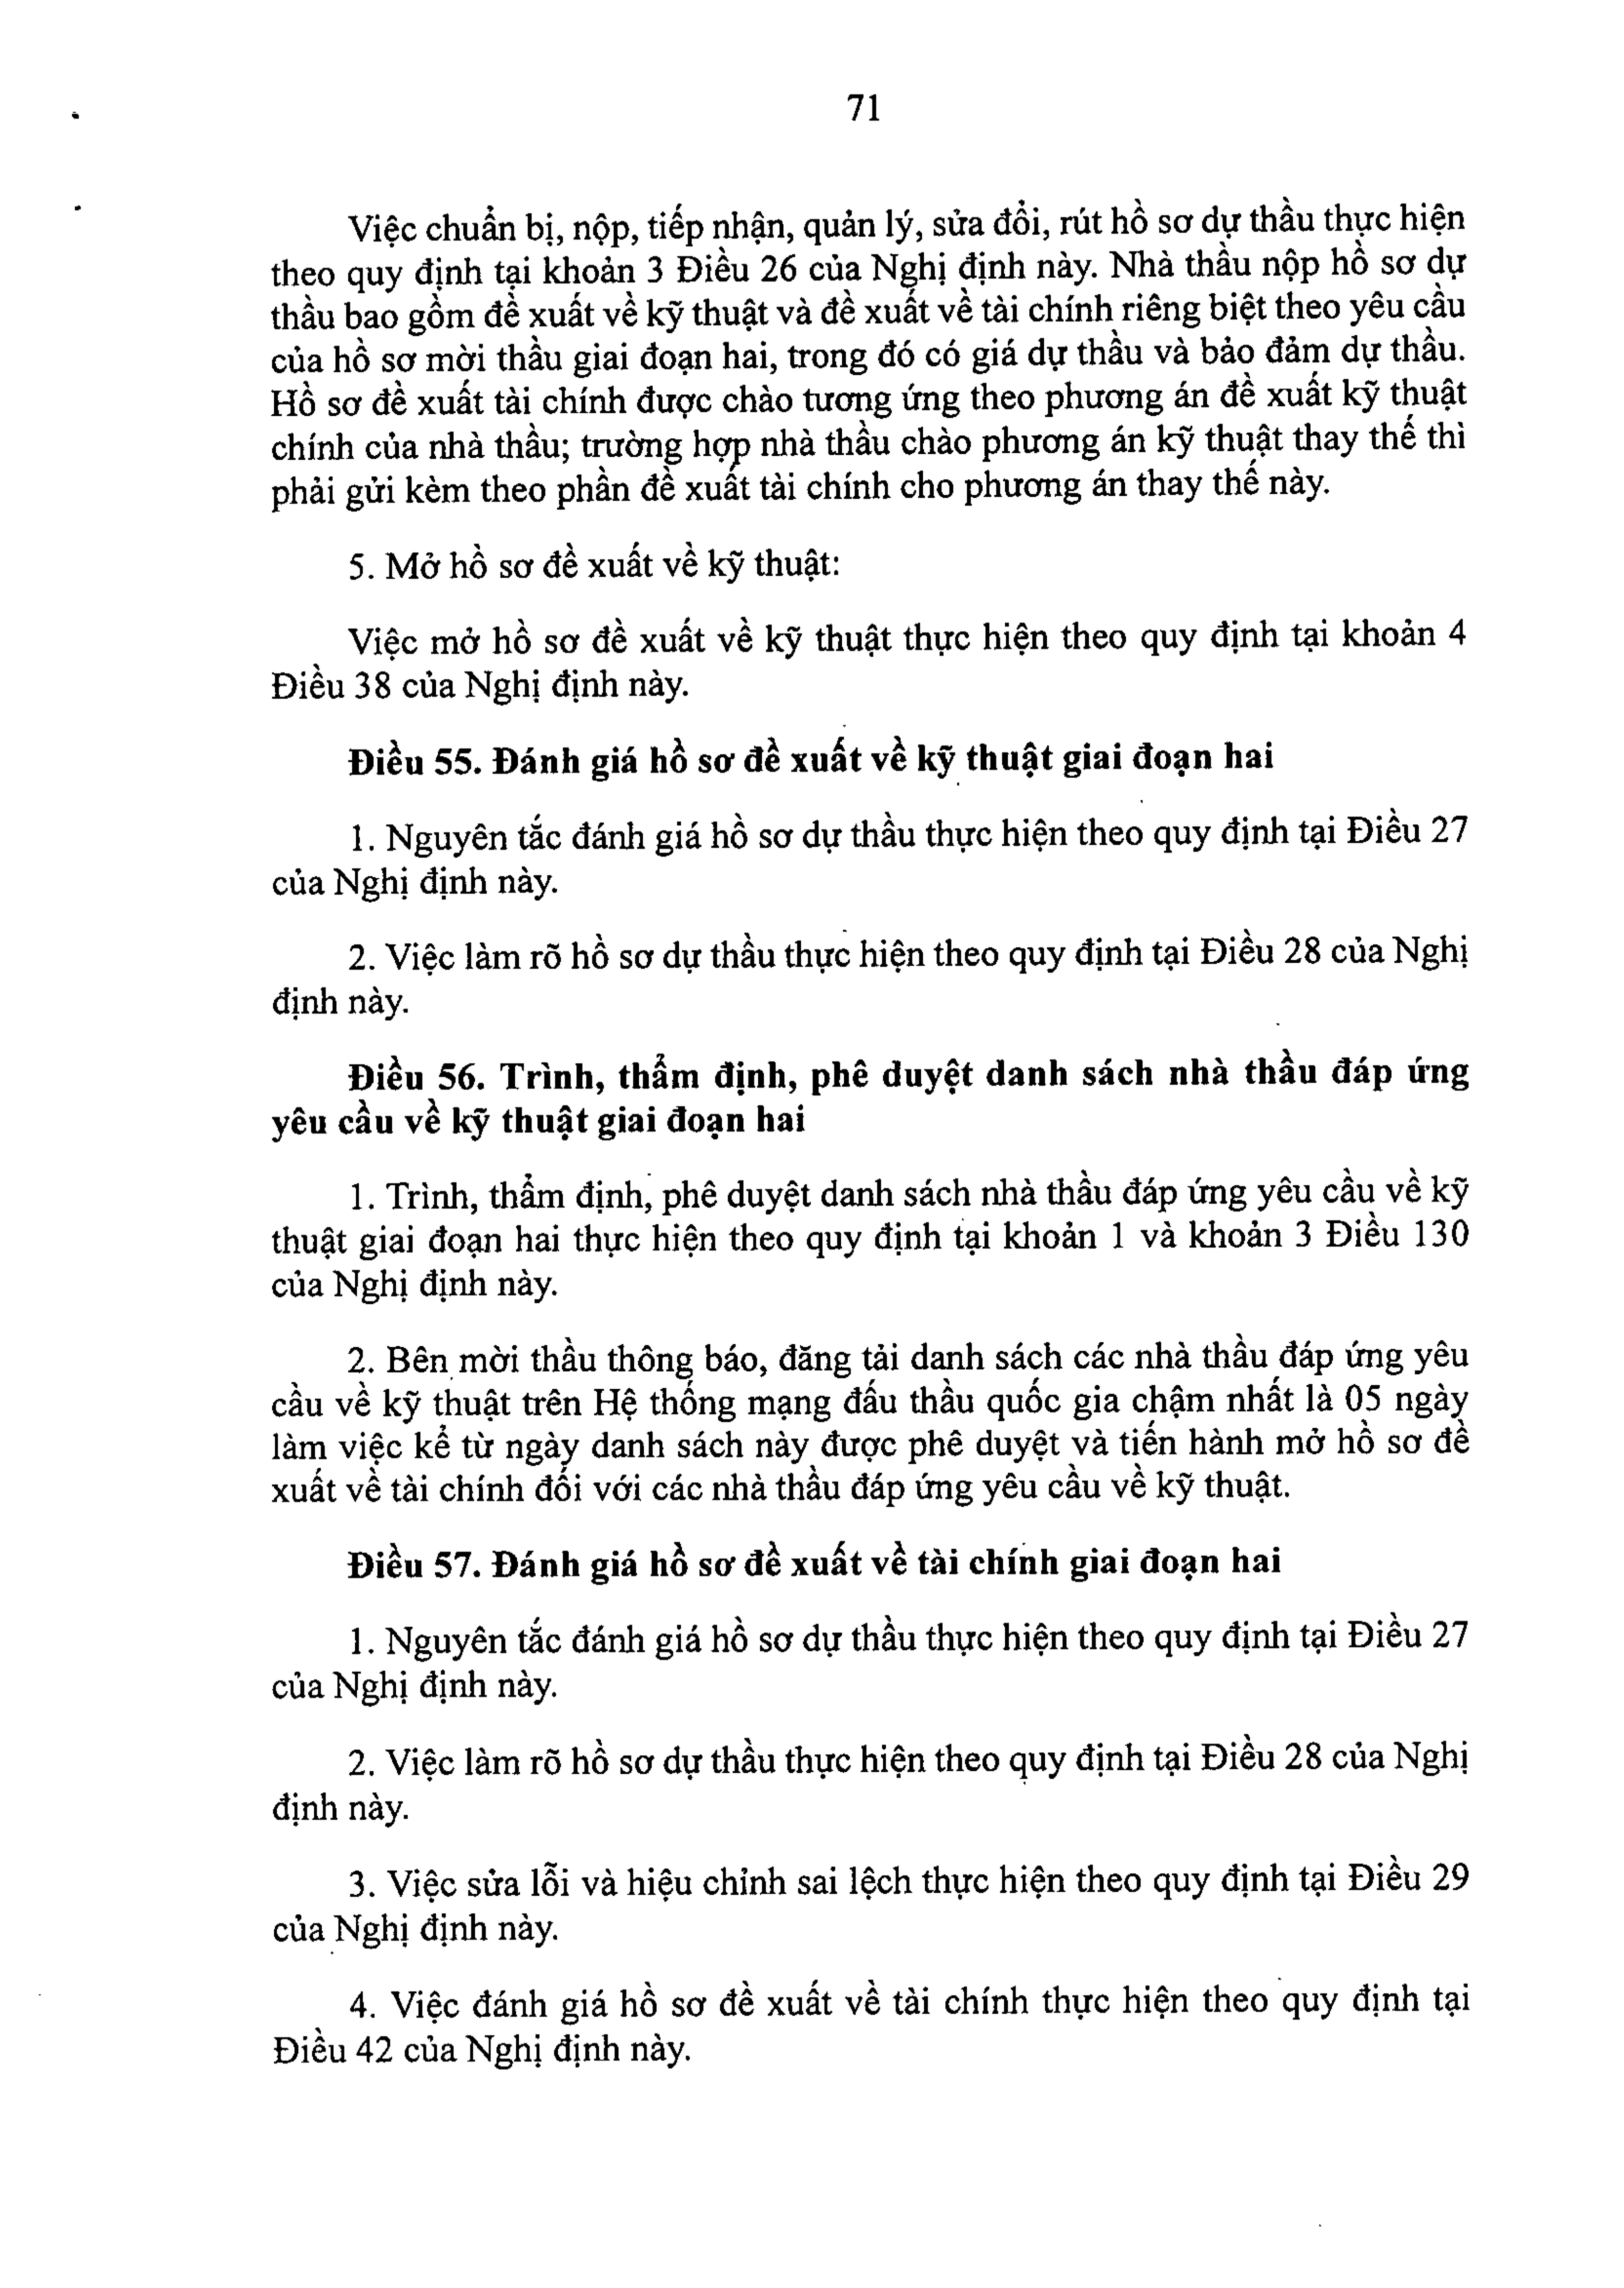 71
Việc chuẩn bị, nộp, tiếp nhận, quản lý, sửa đổi, rút hồ sơ dự thầu thực hiện
theo quy định tại khoản 3 Điều 26 của Nghị định này. Nhà thầu nộp hồ sơ dự
thầu bao gồm đề xuất về kỹ thuật và đề xuất về tài chính riêng biệt theo yêu cầu
của hồ sơ mời thầu giai đoạn hai, trong đó có giá dự thầu và bảo đảm dự thầu.
Hồ sơ đề xuất tài chính được chào tương ứng theo phương án đề xuất kỹ thuật
chính của nhà thầu; trường hợp nhà thầu chào phương án kỹ thuật thay thế thì
phải gửi kèm theo phần đề xuất tài chính cho phương án thay thế này.
5. Mở hồ sơ đề xuất về kỹ thuật:
Việc mở hồ sơ đề xuất về kỹ thuật thực hiện theo quy định tại khoản 4
Điều 38 của Nghị định này.
Điều 55. Đánh giá hồ sơ đề xuất về kỹ thuật giai đoạn hai
1. Nguyên tắc đánh giá hồ sơ dự thầu thực hiện theo quy định tại Điều 27
của Nghị định này.
2. Việc làm rõ hồ sơ dự thầu thực hiện theo quy định tại Điều 28 của Nghị
định này.
Điều 56. Trình, thẩm định, phê duyệt danh sách nhà thầu đáp ứng
yêu cầu về kỹ thuật giai đoạn hai
1. Trình, thẩm định, phê duyệt danh sách nhà thầu đáp ứng yêu cầu về kỹ
thuật giai đoạn hai thực hiện theo quy định tại khoản 1 và khoản 3 Điều 130
của Nghị định này.
2. Bên mời thầu thông báo, đăng tải danh sách các nhà thầu đáp ứng yêu
cầu về kỹ thuật trên Hệ thống mạng đấu thầu quốc gia chậm nhất là 05 ngày
làm việc kể từ ngày danh sách này được phê duyệt và tiến hành mở hồ sơ đề
xuất về tài chính đối với các nhà thầu đáp ứng yêu cầu về kỹ thuật.
Điều 57. Đánh giá hồ sơ đề xuất về tài chính giai đoạn hai
1. Nguyên tắc đánh giá hồ sơ dự thầu thực hiện theo quy định tại Điều 27
của Nghị định này.
2. Việc làm rõ hồ sơ dự thầu thực hiện theo quy định tại Điều 28 của Nghị
định này.
3. Việc sửa lỗi và hiệu chỉnh sai lệch thực hiện theo quy định tại Điều 29
của Nghị định này.
4. Việc đánh giá hồ sơ đề xuất về tài chính thực hiện theo quy định tại
Điều 42 của Nghị định này.